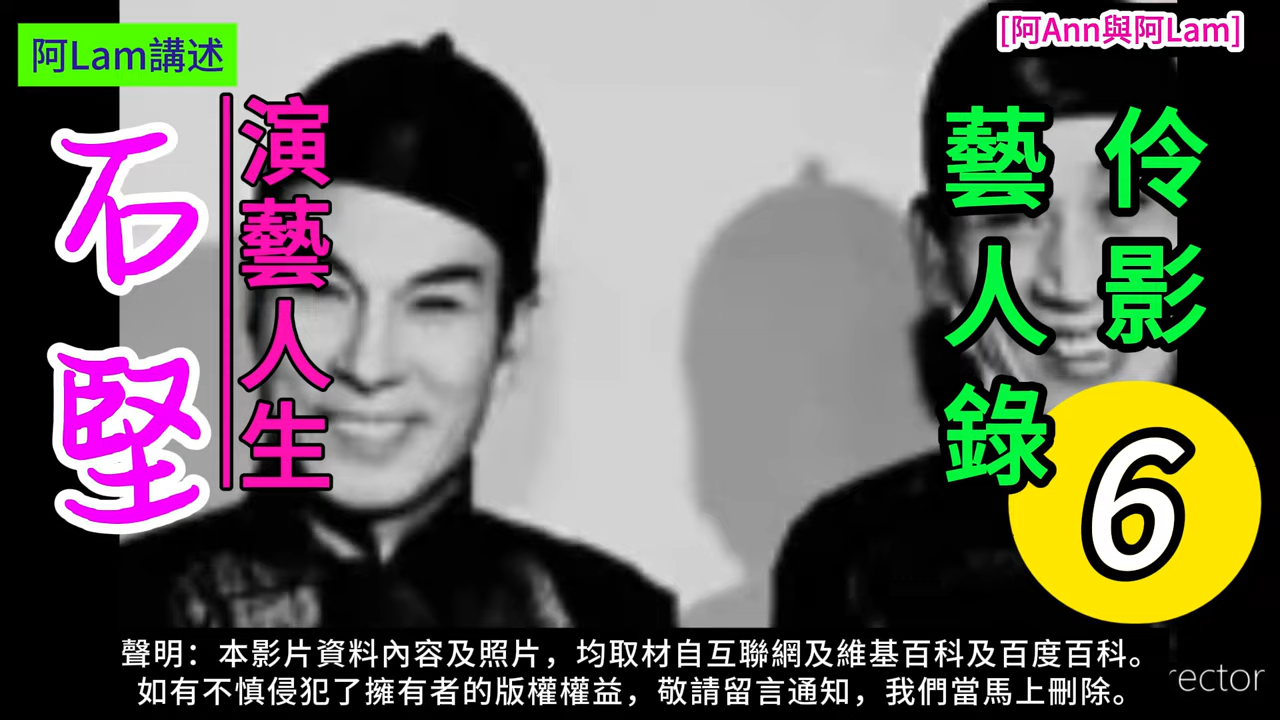 阿Lam講述
[阿Ann與阿Lam]
石堅
演藝人生
伶影
藝人錄
6
聲明：本影片資料內容及照片，均取材自互聯網及維基百科及百度百科。
如有不慎侵犯了擁有者的版權權益，敬請留言通知，我們當馬上刪除。
rector